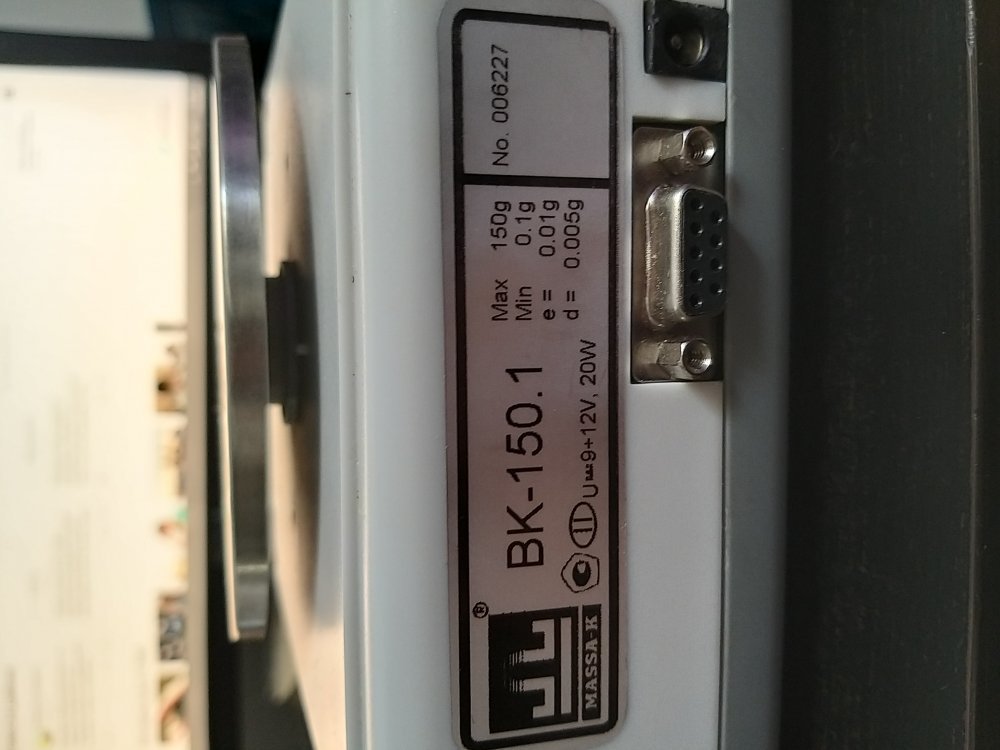 MASSA-K
®
BK-150.1
U=9÷12V, 20W
Max 150g
Min 0.1g
e = 0.01g
d = 0.005g
No. 006227